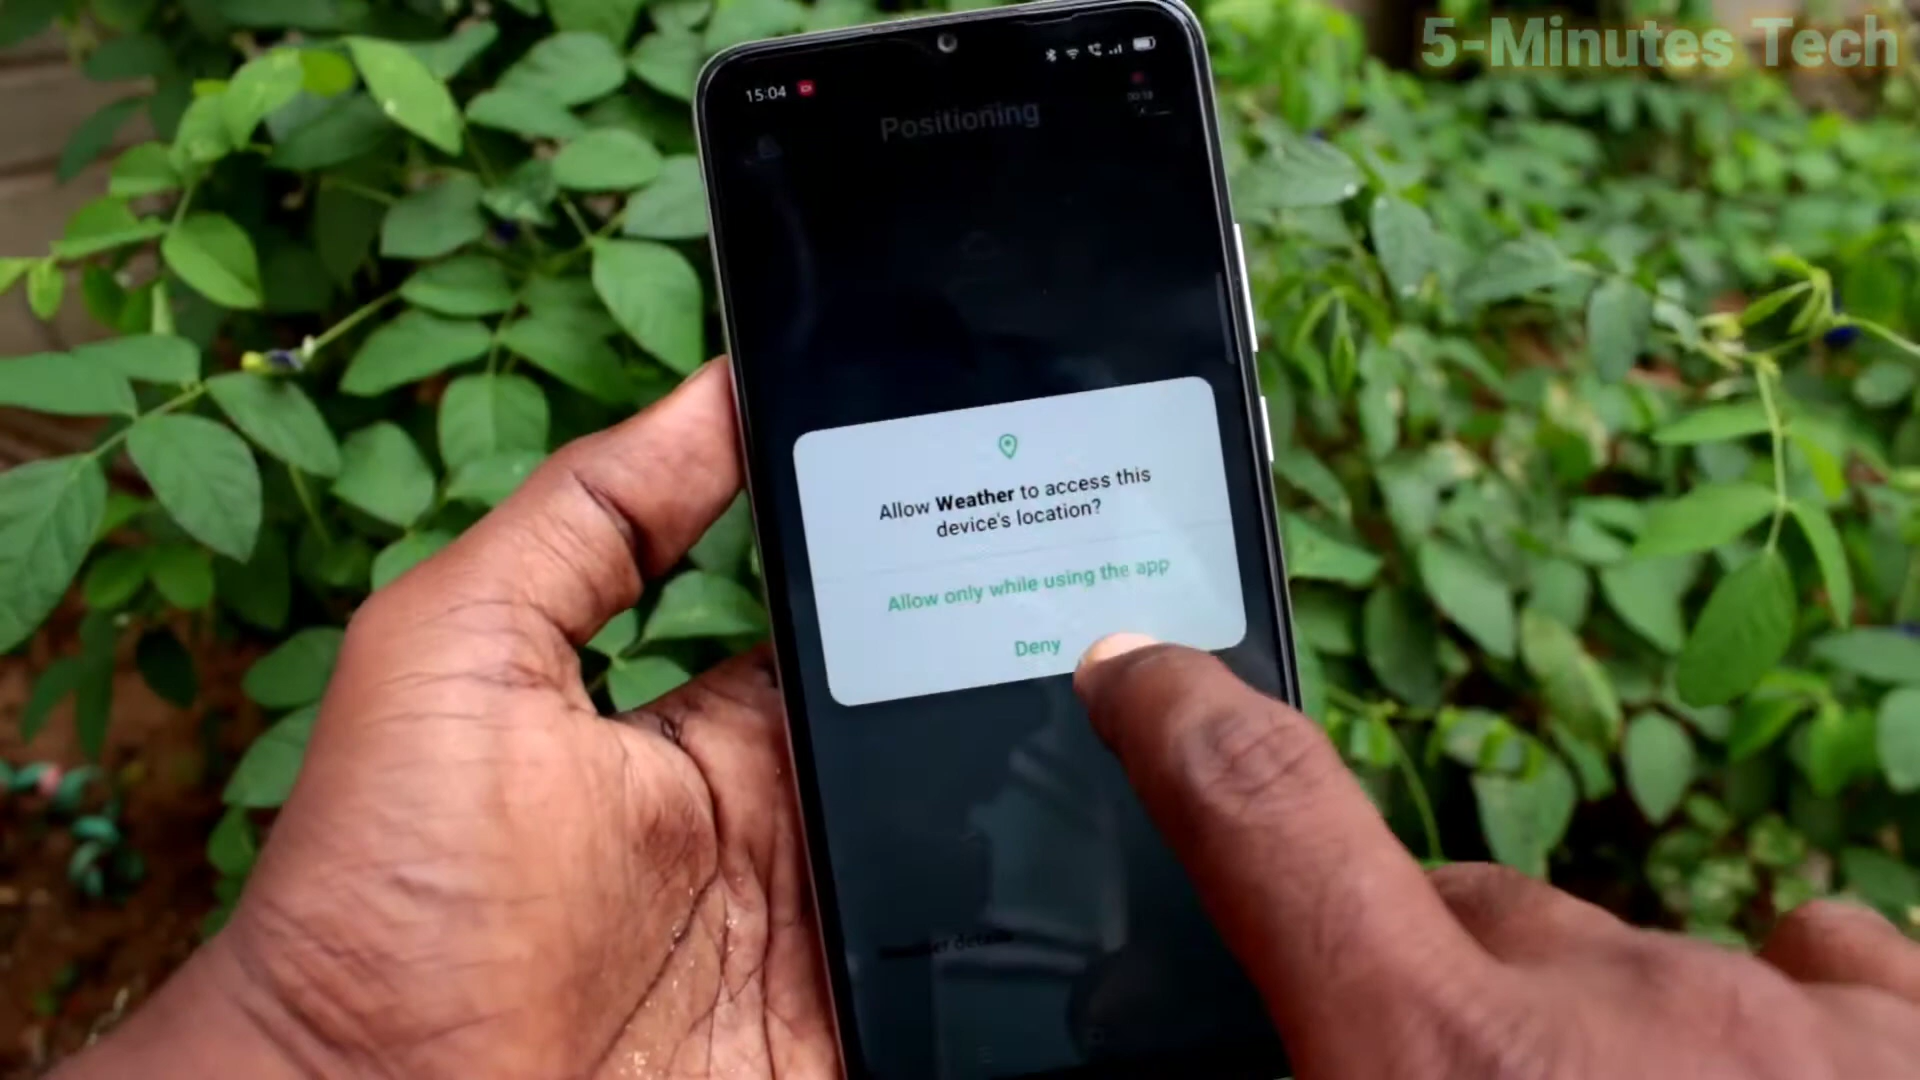 5-Minutes Tech
15:04
Positioning
Allow Weather to access this
device's location?
Allow only while using the app
Deny